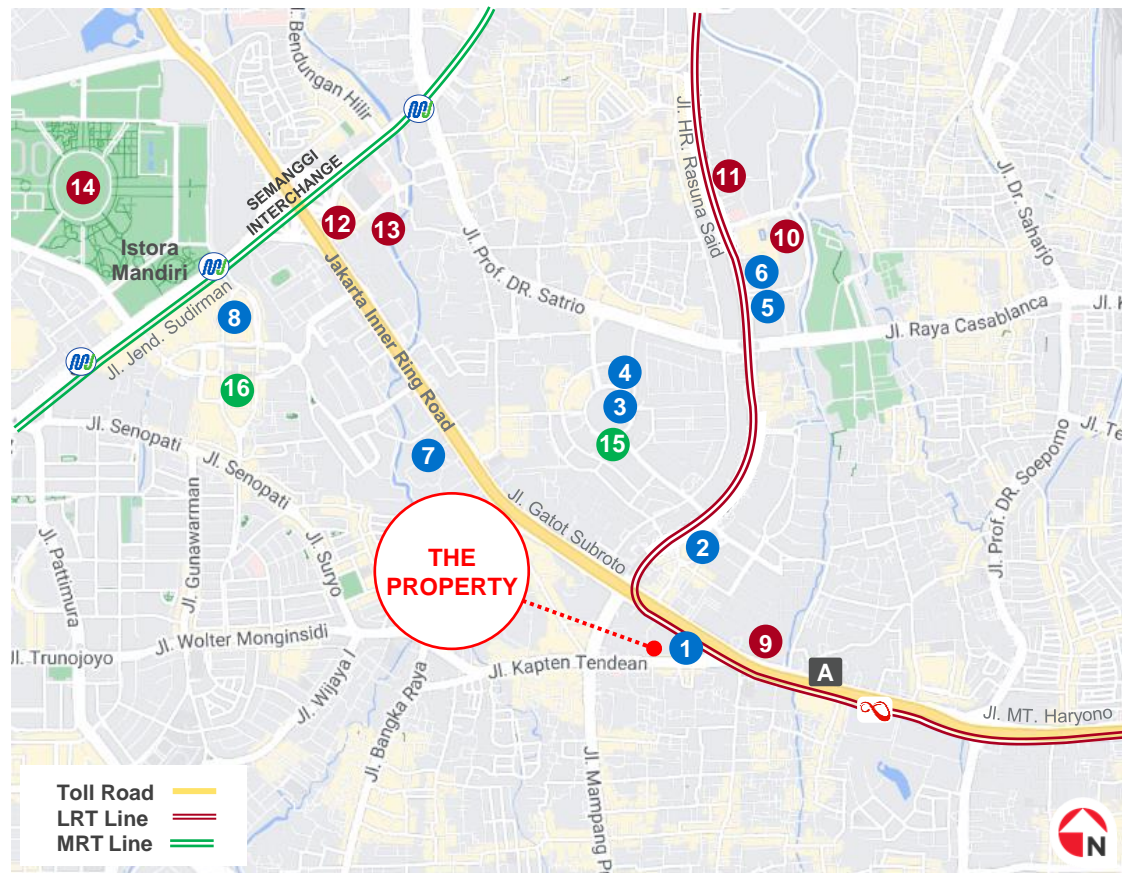 Jl. Bendungan Hilir
SEMANGGI
INTERCHANGE
14
11
Jl. HR. Rasuna Said
Jl. Dr. Saharjo
12
13
10
Istora
Mandiri
Jl. Prof. DR. Satrio
6
5
8
Jakarta Inner Ring Road
Jl. Jend. Sudirman
Jl. Raya Casablanca
4
16
3
15
Jl. Senopati
Jl. Senopati
7
Jl. Gunawarman
Jl. Gatot Subroto
Jl. Prof. DR. Soepomo
2
THE
PROPERTY
Jl. Pattimura
Jl. Suryo
Jl. Wolter Monginsidi
1
9
A
Jl. Trunojoyo
Jl. Wijaya I
Jl. Kapten Tendean
Jl. Bangka Raya
Jl. MT. Haryono
Jl. Mampang
Toll Road
LRT Line
MRT Line
N